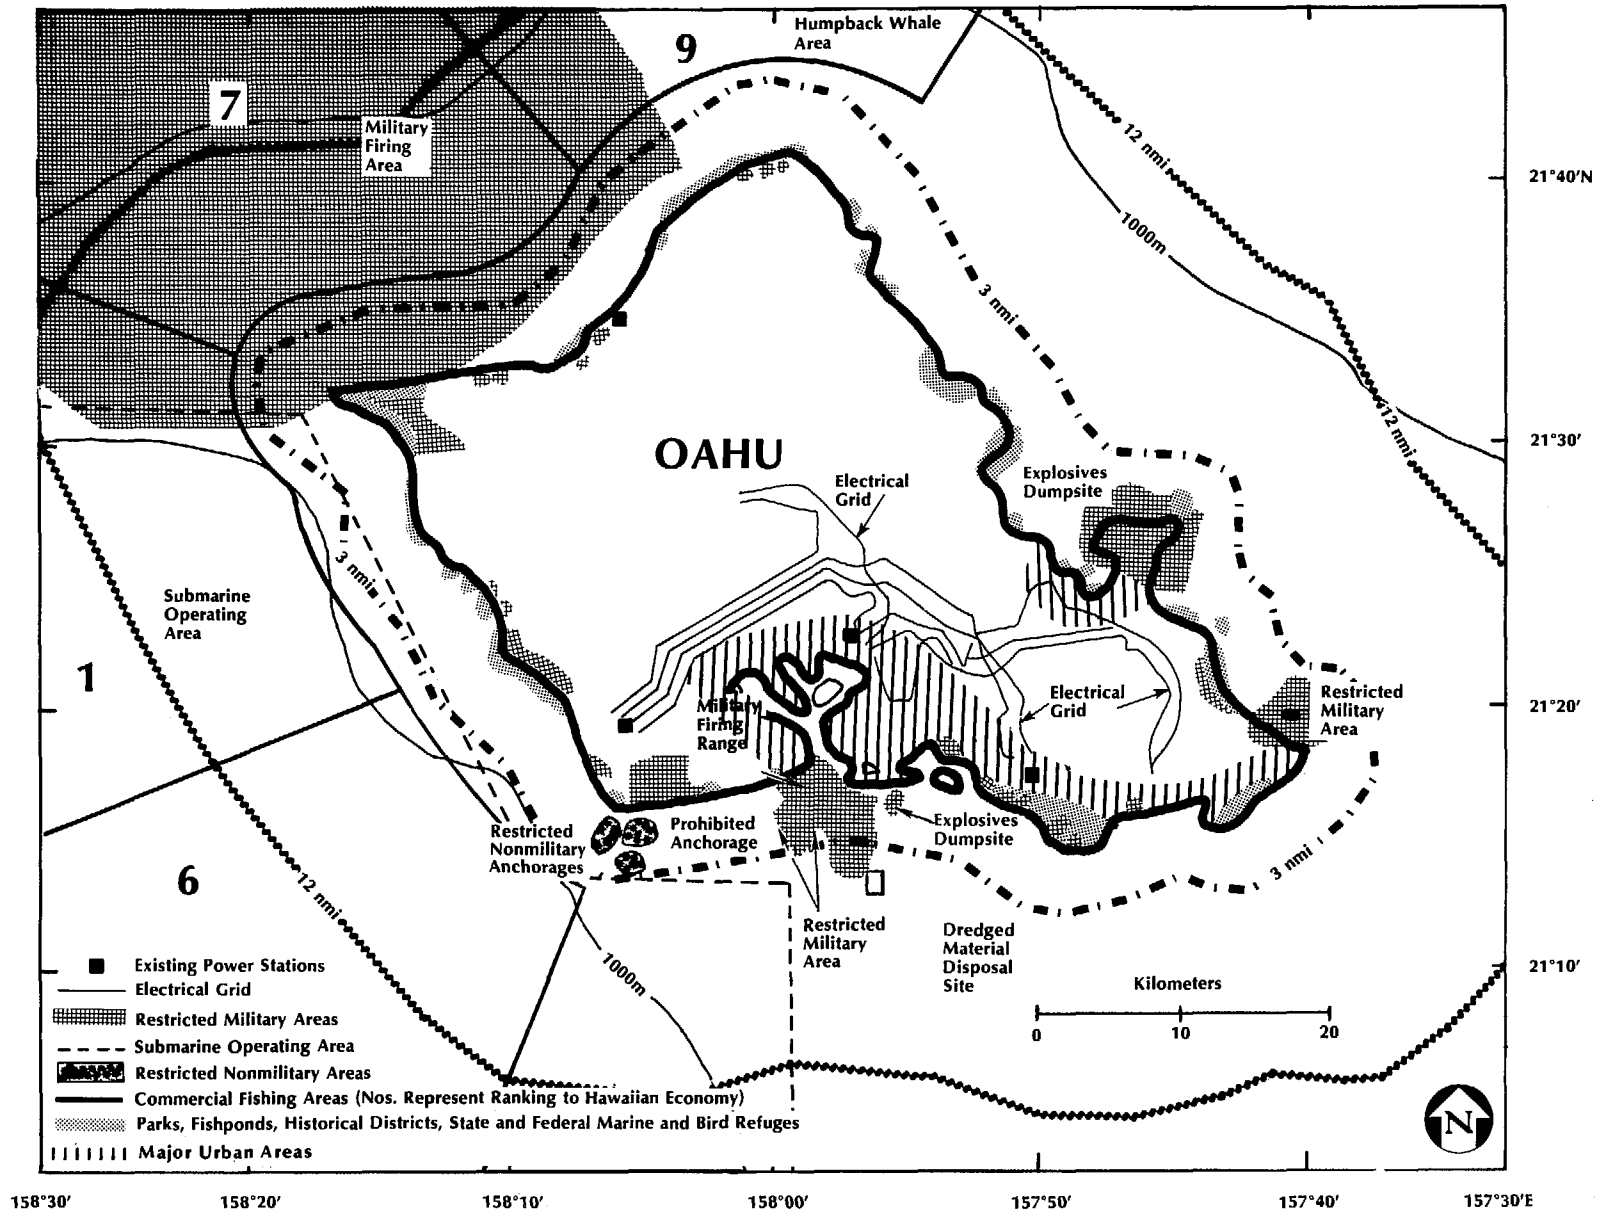 Humpback Whale
Area
9
7
Military
Firing
Area
12 nmi
21°40'N
1000m
3 nmi
12 nmi
OAHU
21°30'
Electrical
Grid
Explosives
Dumpsite
3 nmi
Submarine
Operating
Area
1
Military
Firing
Range
Electrical
Grid
Restricted
Military
Area
21°20'
Restricted
Nonmilitary
Anchorages
Prohibited
Anchorage
Explosives
Dumpsite
3 nmi
6
12 nmi
Restricted
Military
Area
Dredged
Material
Disposal
Site
1000m
21°10'
Kilometers
0 10 20
Existing Power Stations
Electrical Grid
Restricted Military Areas
Submarine Operating Area
Restricted Nonmilitary Areas
Commercial Fishing Areas (Nos. Represent Ranking to Hawaiian Economy)
Parks, Fishponds, Historical Districts, State and Federal Marine and Bird Refuges
Major Urban Areas
N
158°30' 158°20' 158°10' 158°00' 157°50' 157°40' 157°30'E